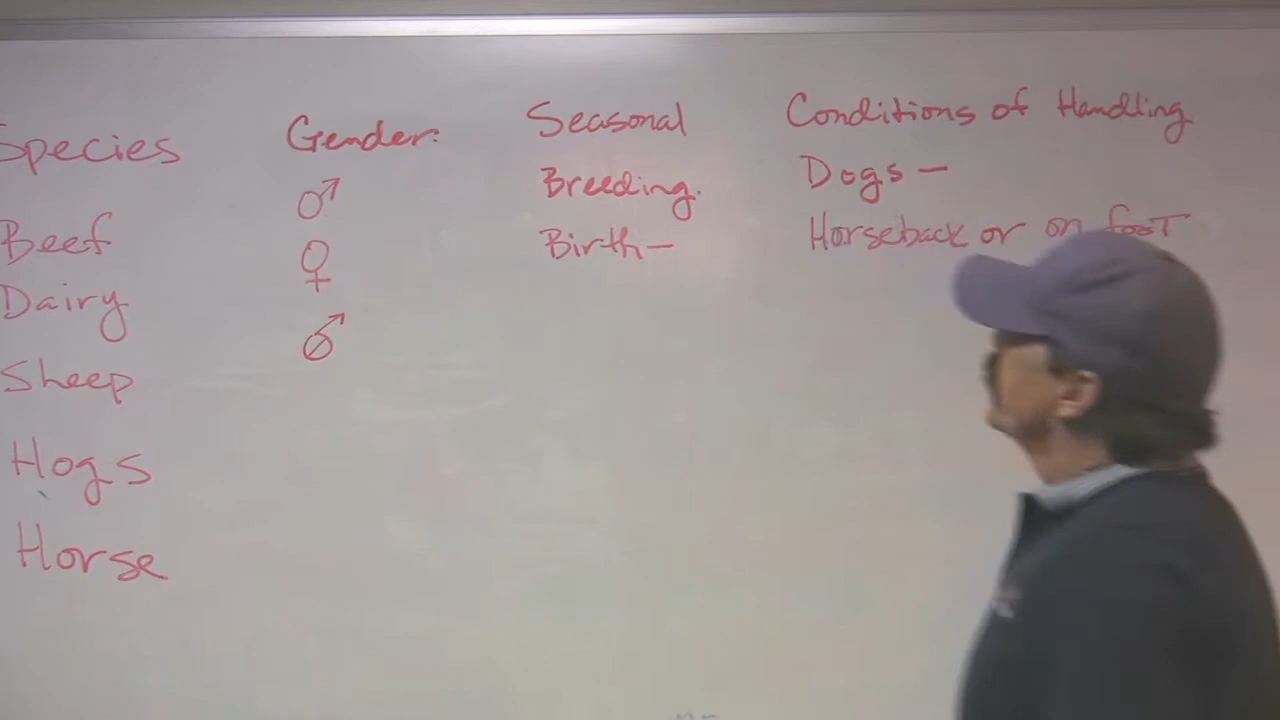 Species
Beef
Dairy
Sheep
Hogs
Horse
Gender:
♂
♀
Seasonal
Breeding.
Birth—
Conditions of Handling
Dogs—
Horseback or on foot